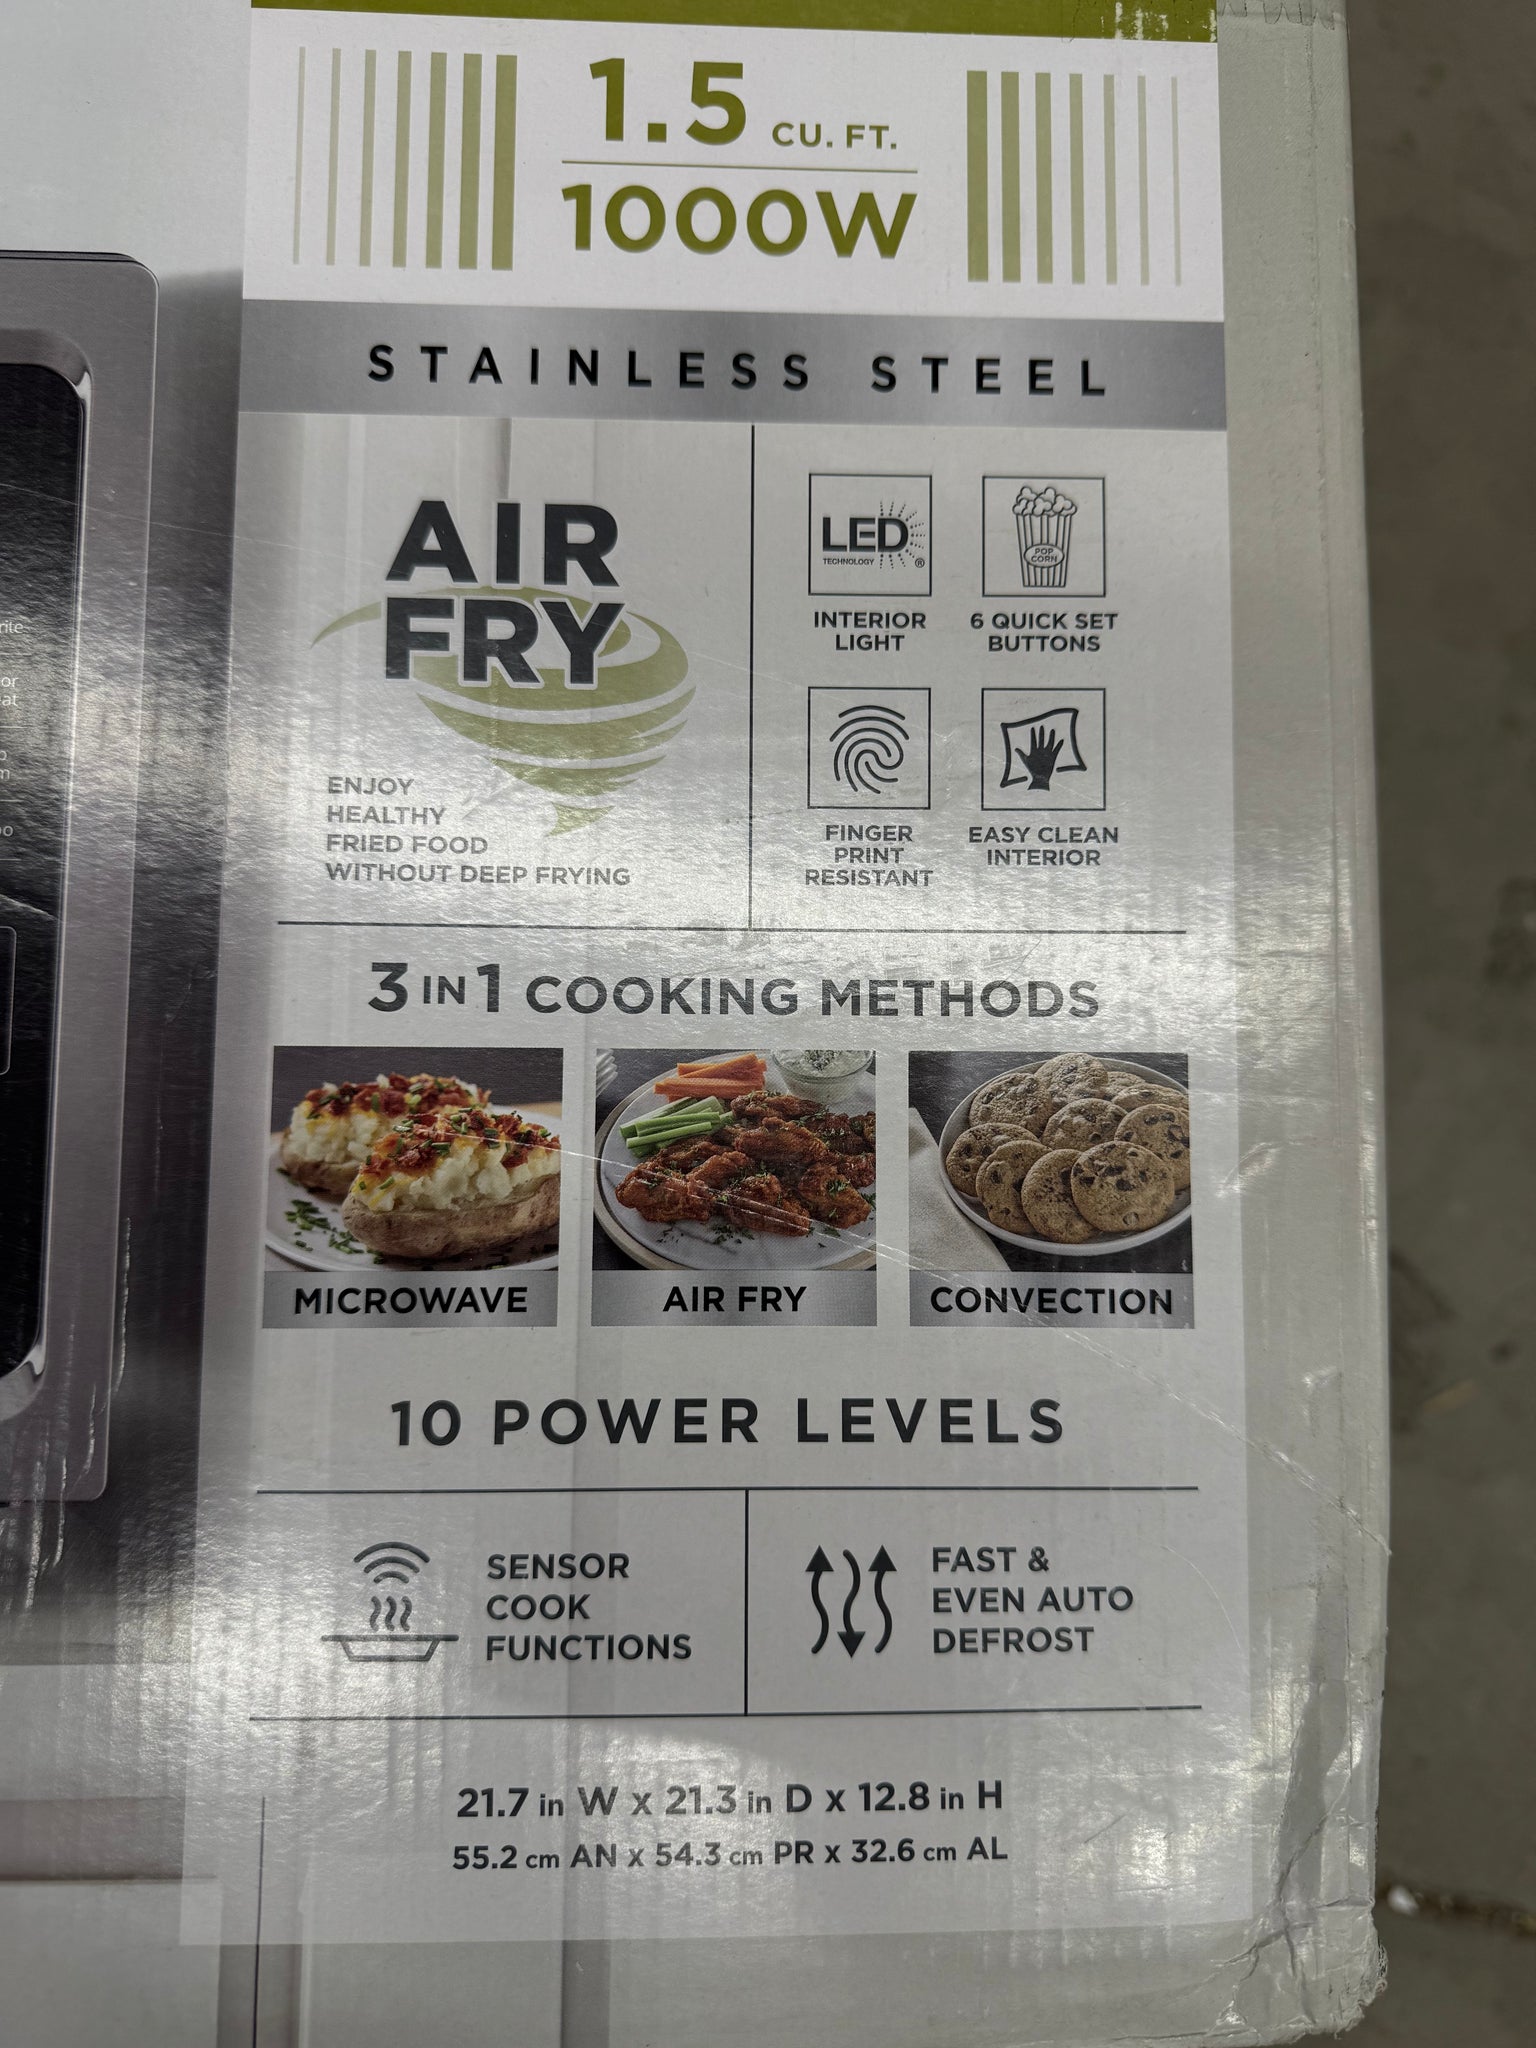 1.5 CU. FT.
1000W
STAINLESS STEEL
AIR
FRY
ENJOY
HEALTHY
FRIED FOOD
WITHOUT DEEP FRYING
LED
TECHNOLOGY ®
INTERIOR
LIGHT
POP
CORN
6 QUICK SET
BUTTONS
FINGER
PRINT
RESISTANT
EASY CLEAN
INTERIOR
3 IN 1 COOKING METHODS
MICROWAVE
AIR FRY
CONVECTION
10 POWER LEVELS
SENSOR
COOK
FUNCTIONS
FAST &
EVEN AUTO
DEFROST
21.7 in W x 21.3 in D x 12.8 in H
55.2 cm AN x 54.3 cm PR x 32.6 cm AL